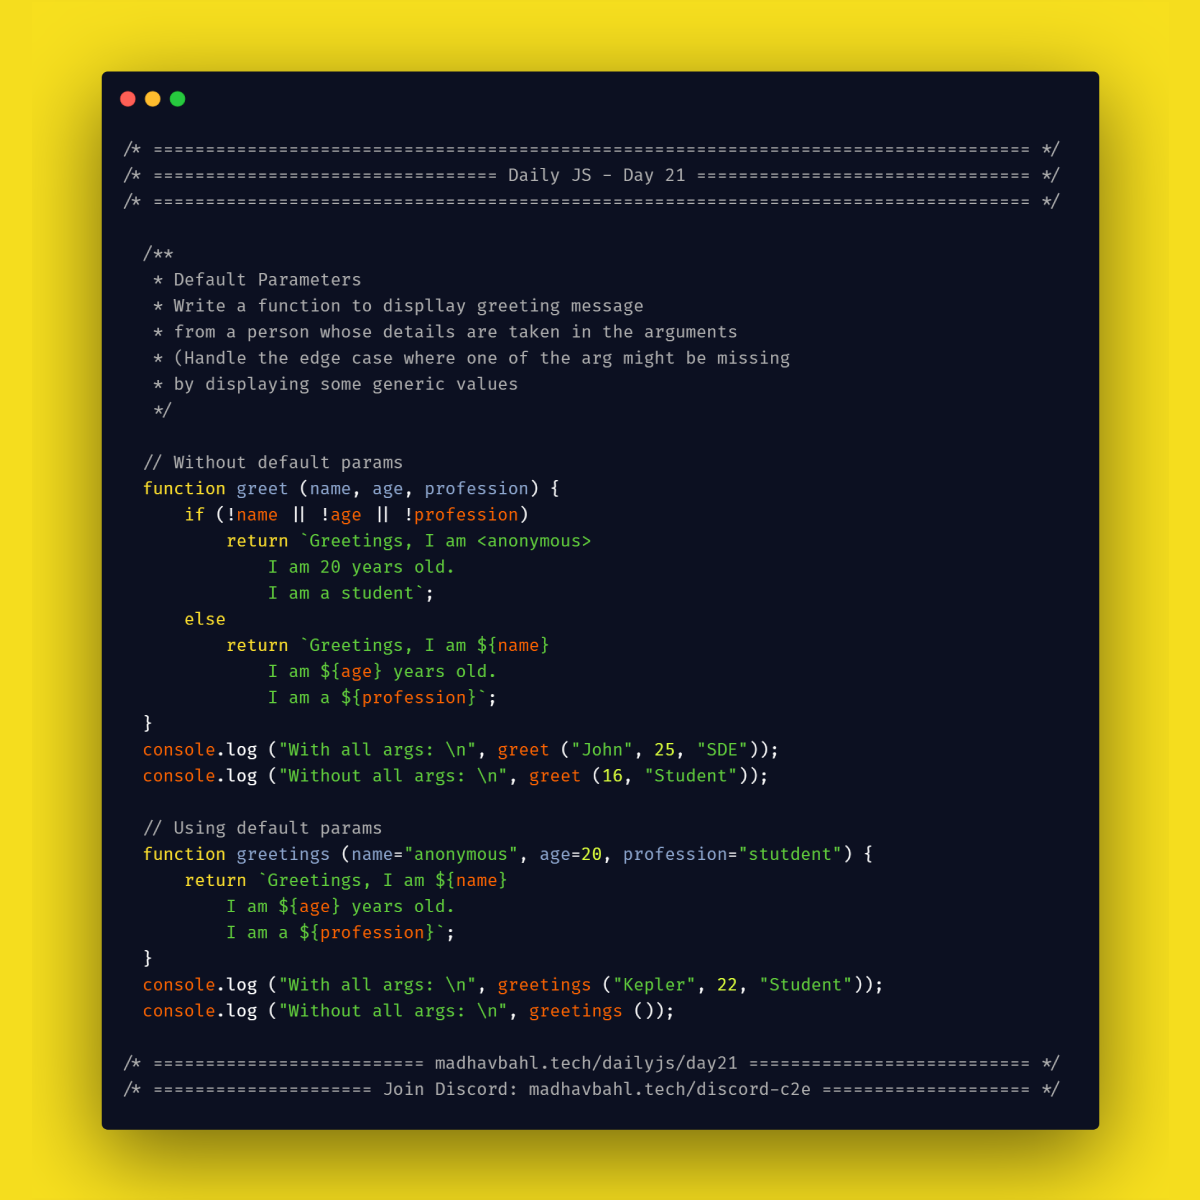 /* ==================================================================================== */
/* ================================= Daily JS - Day 21 ================================ */
/* ==================================================================================== */
/**
 * Default Parameters
 * Write a function to displlay greeting message
 * from a person whose details are taken in the arguments
 * (Handle the edge case where one of the arg might be missing
 * by displaying some generic values
 */
// Without default params
function greet (name, age, profession) {
    if (!name || !age || !profession)
        return `Greetings, I am <anonymous>
            I am 20 years old.
            I am a student`;
    else
        return `Greetings, I am ${name}
            I am ${age} years old.
            I am a ${profession}`;
}
console.log ("With all args: \n", greet ("John", 25, "SDE"));
console.log ("Without all args: \n", greet (16, "Student"));
// Using default params
function greetings (name="anonymous", age=20, profession="stutdent") {
    return `Greetings, I am ${name}
        I am ${age} years old.
        I am a ${profession}`;
}
console.log ("With all args: \n", greetings ("Kepler", 22, "Student"));
console.log ("Without all args: \n", greetings ());
/* ========================== madhavbahl.tech/dailyjs/day21 =========================== */
/* ===================== Join Discord: madhavbahl.tech/discord-c2e ==================== */